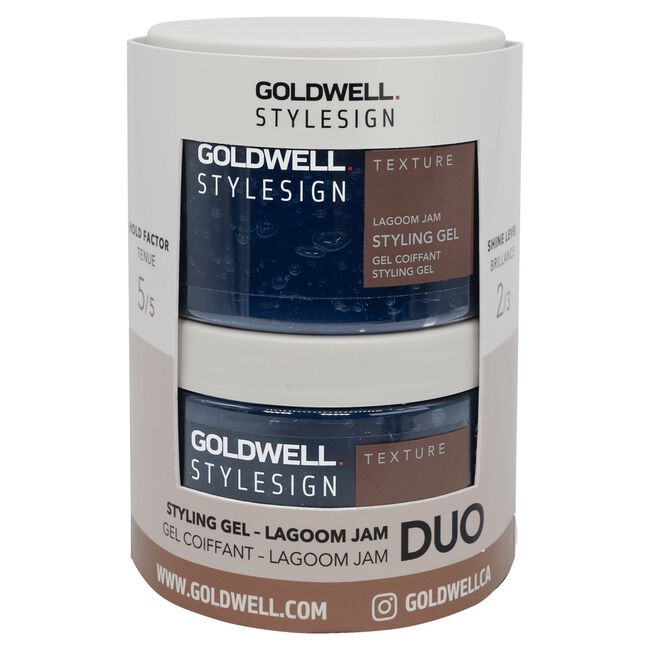 GOLDWELL.
STYLESIGN
GOLDWELL.
STYLESIGN
TEXTURE
LAGOOM JAM
STYLING GEL
GEL COIFFANT
STYLING GEL
HOLD FACTOR
TENUE
5/5
SHINE LEVEL
BRILLANCE
2/3
GOLDWELL.
STYLESIGN
TEXTURE
STYLING GEL – LAGOOM JAM
GEL COIFFANT – LAGOOM JAM
DUO
WWW.GOLDWELL.COM
GOLDWELLCA